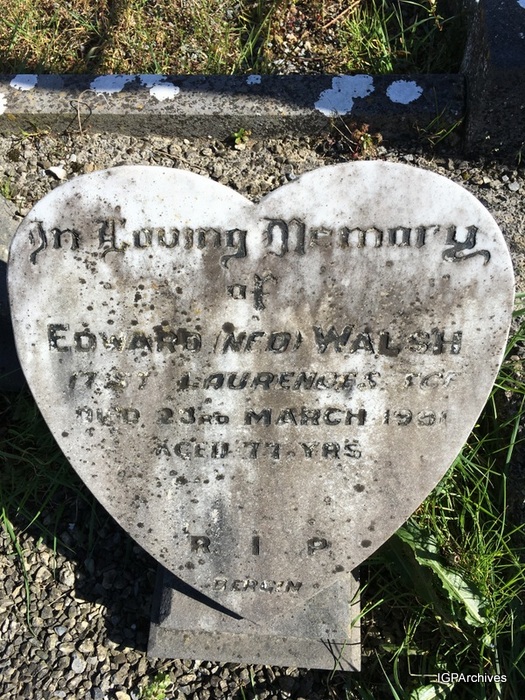 In Loving Memory
of
EDWARD (NED) WALSH
17 ST LAURENCES TCE
DIED 23RD MARCH 1981
AGED 77 YRS
R I P
BERGIN
IGPArchives